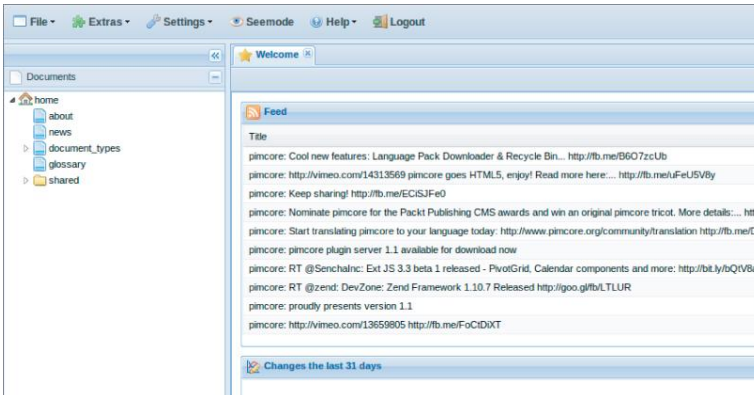 File Extras Settings Seemode Help Logout
Documents
home
about
news
document_types
glossary
shared
Welcome
Feed
Title
pimcore: Cool new features: Language Pack Downloader & Recycle Bin... http://fb.me/B6O7zcUb
pimcore: http://vimeo.com/14313569 pimcore goes HTML5, enjoy! Read more here:... http://fb.me/uFeU5V8y
pimcore: Keep sharing! http://fb.me/ECiSJFe0
pimcore: Nominate pimcore for the Packt Publishing CMS awards and win an original pimcore tricot. More details:... htt
pimcore: Start translating pimcore to your language today: http://www.pimcore.org/community/translation http://fb.me/D
pimcore: pimcore plugin server 1.1 available for download now
pimcore: RT @SenchaInc: Ext JS 3.3 beta 1 released - PivotGrid, Calendar components and more: http://bit.ly/bQtV8a
pimcore: RT @zend: DevZone: Zend Framework 1.10.7 Released http://goo.gl/fb/LTLUR
pimcore: proudly presents version 1.1
pimcore: http://vimeo.com/13659805 http://fb.me/FoCtDiXT
Changes the last 31 days